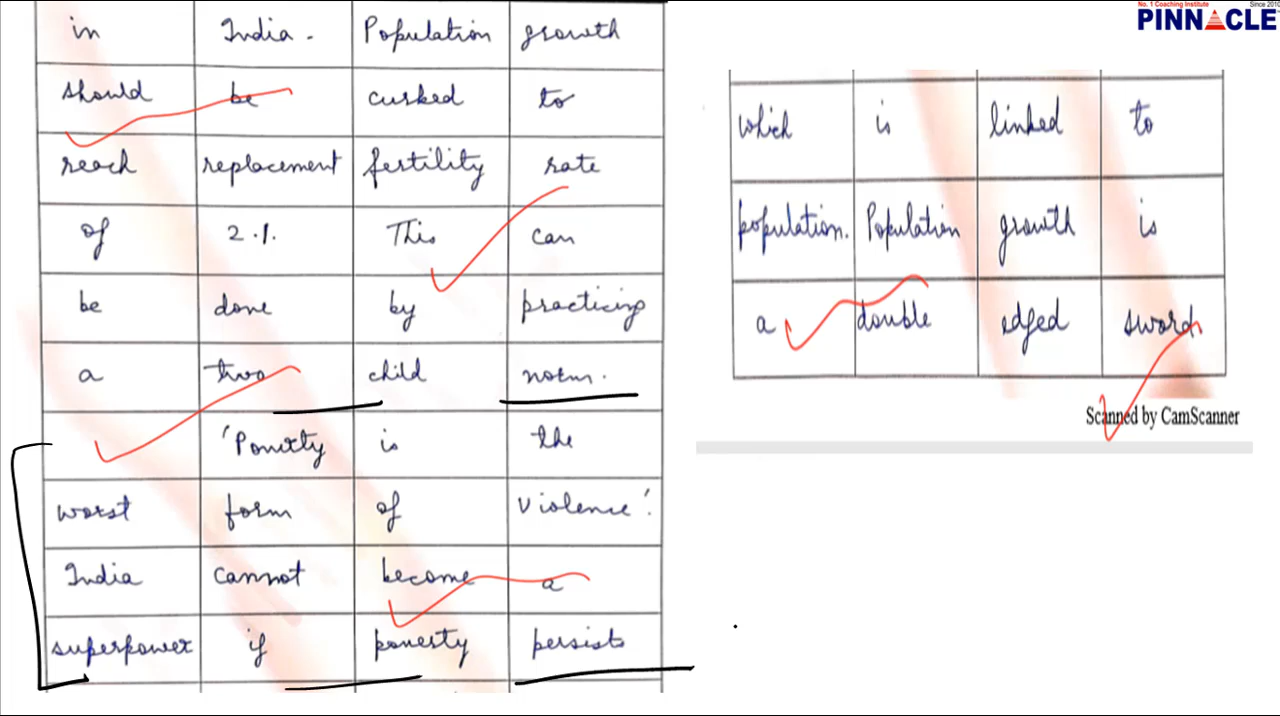 No. 1 Coaching Institute Since 2010
PINNACLE
in India. Population growth
should be curked to
reach replacement fertility rate
of 2.1. This can
be done by practicing
a two child norm.
'Poverty is the
worst form of violence'.
India cannot become a
superpower if poverty persists
which is linked to
population. Population growth is
a double edged sword.
Scanned by CamScanner